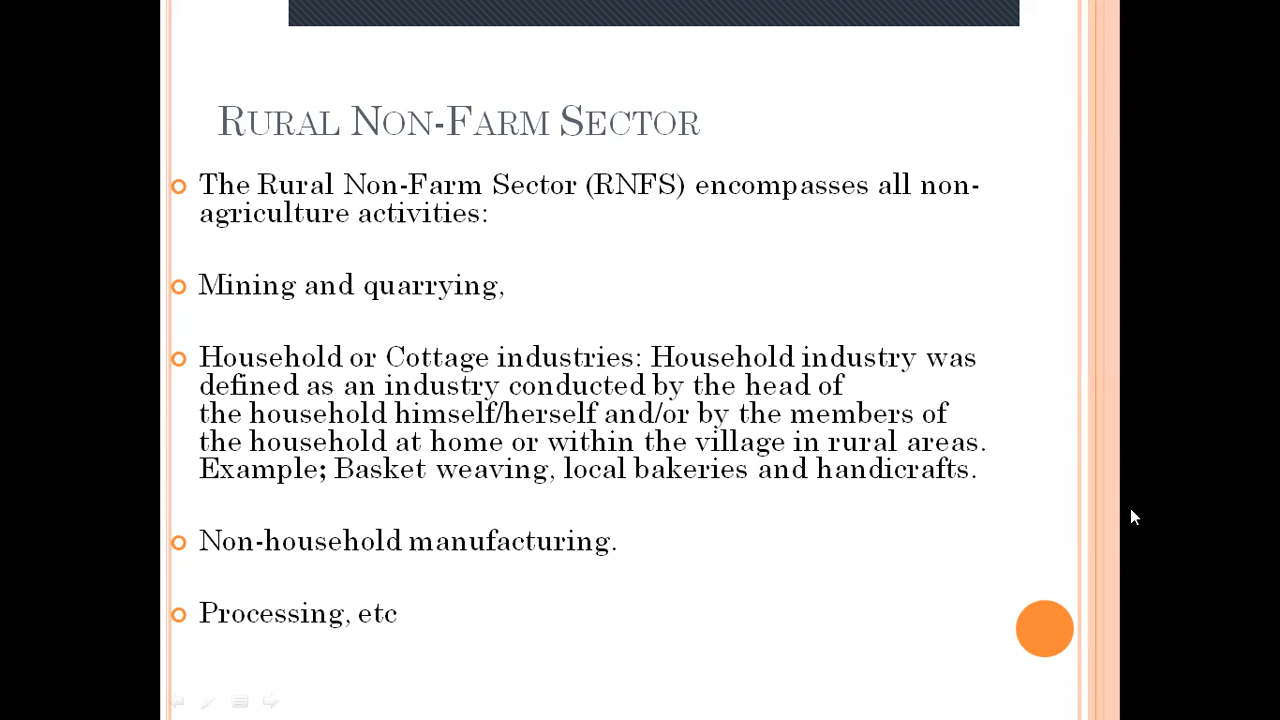 RURAL NON-FARM SECTOR
The Rural Non-Farm Sector (RNFS) encompasses all non-
agriculture activities:
Mining and quarrying,
Household or Cottage industries: Household industry was
defined as an industry conducted by the head of
the household himself/herself and/or by the members of
the household at home or within the village in rural areas.
Example; Basket weaving, local bakeries and handicrafts.
Non-household manufacturing.
Processing, etc